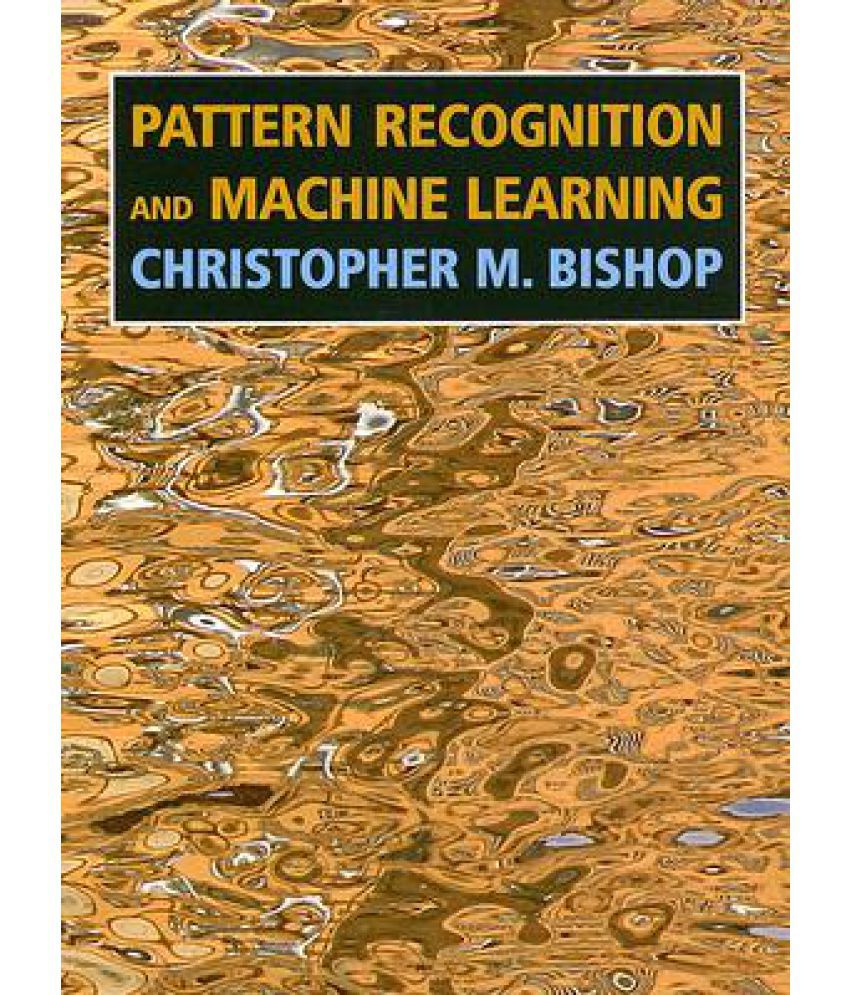 PATTERN RECOGNITION
AND MACHINE LEARNING
CHRISTOPHER M. BISHOP